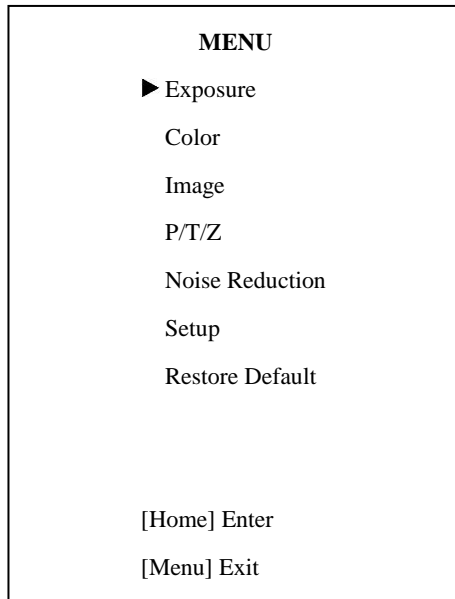 MENU
▶ Exposure
Color
Image
P/T/Z
Noise Reduction
Setup
Restore Default
[Home] Enter
[Menu] Exit